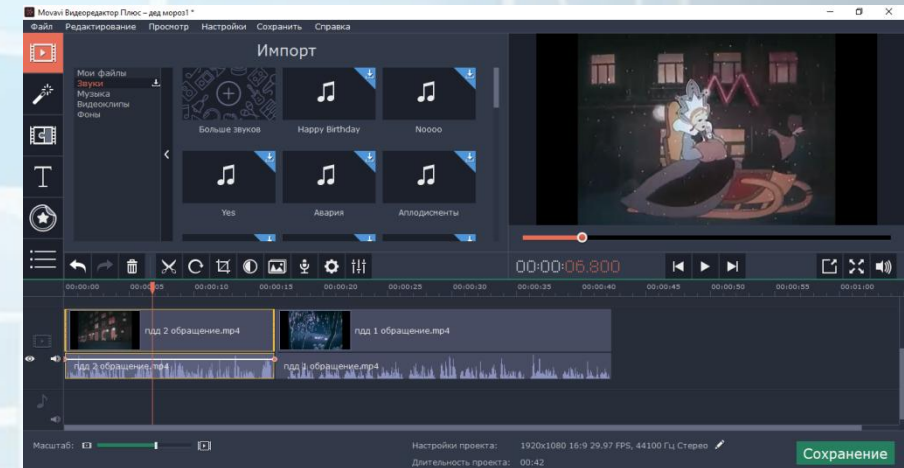 Movavi Видеоредактор Плюс – дед мороз1 *
Файл Редактирование Просмотр Настройки Сохранить Справка
Импорт
Мои файлы
Звуки
Музыка
Видеоклипы
Фоны
Больше звуков Happy Birthday Noooo
Yes Авария Аплодисменты
00:00:06.800
00:00:00 00:00:05 00:00:10 00:00:15 00:00:20 00:00:25 00:00:30 00:00:35 00:00:40 00:00:45 00:00:50 00:00:55 00:01:00
пдд 2 обращение.mp4 пдд 1 обращение.mp4
пдд 2 обращение.mp4 пдд 1 обращение.mp4
Масштаб: Настройки проекта: 1920x1080 16:9 29.97 FPS, 44100 Гц Стерео
Длительность проекта: 00:42
Сохранение